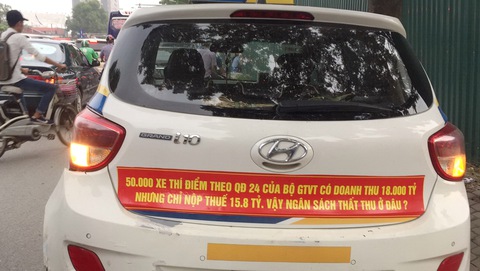 GRAND i10
50.000 XE THÍ ĐIỂM THEO QĐ 24 CỦA BỘ GTVT CÓ DOANH THU 18.000 TỶ
NHƯNG CHỈ NỘP THUẾ 15.8 TỶ. VẬY NGÂN SÁCH THẤT THU Ở ĐÂU ?